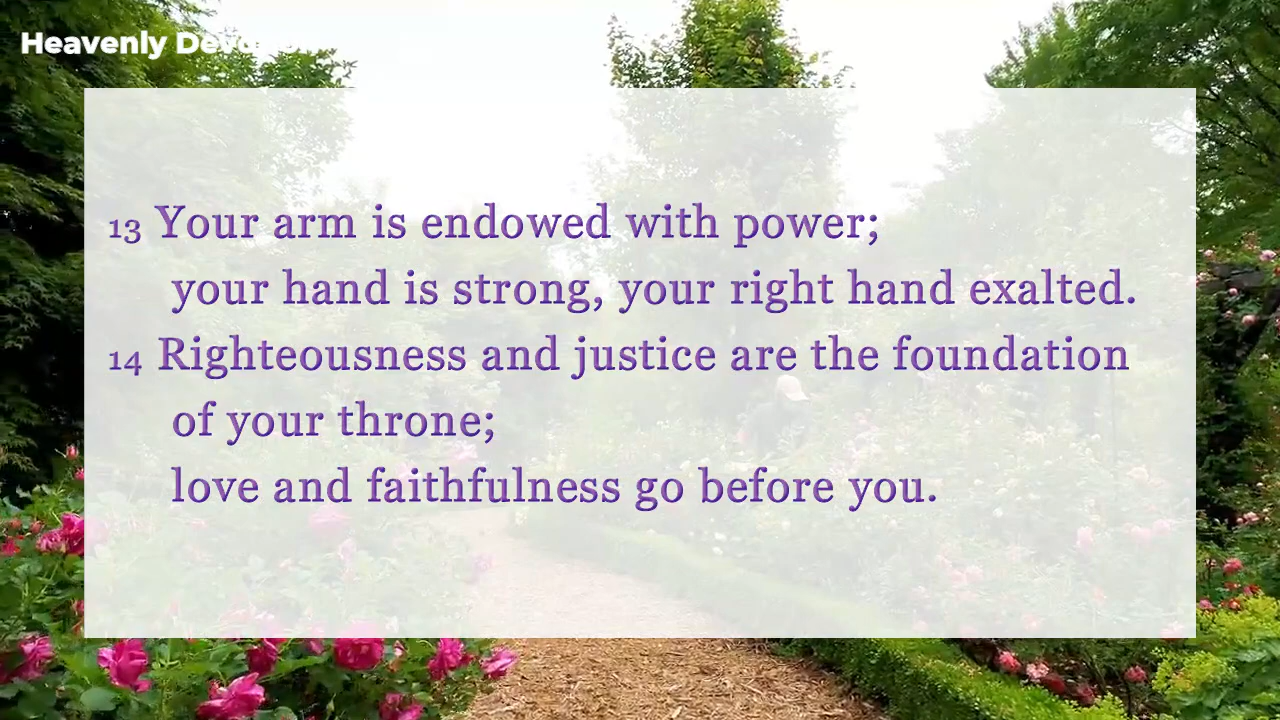 Heavenly
13 Your arm is endowed with power;
your hand is strong, your right hand exalted.
14 Righteousness and justice are the foundation
of your throne;
love and faithfulness go before you.